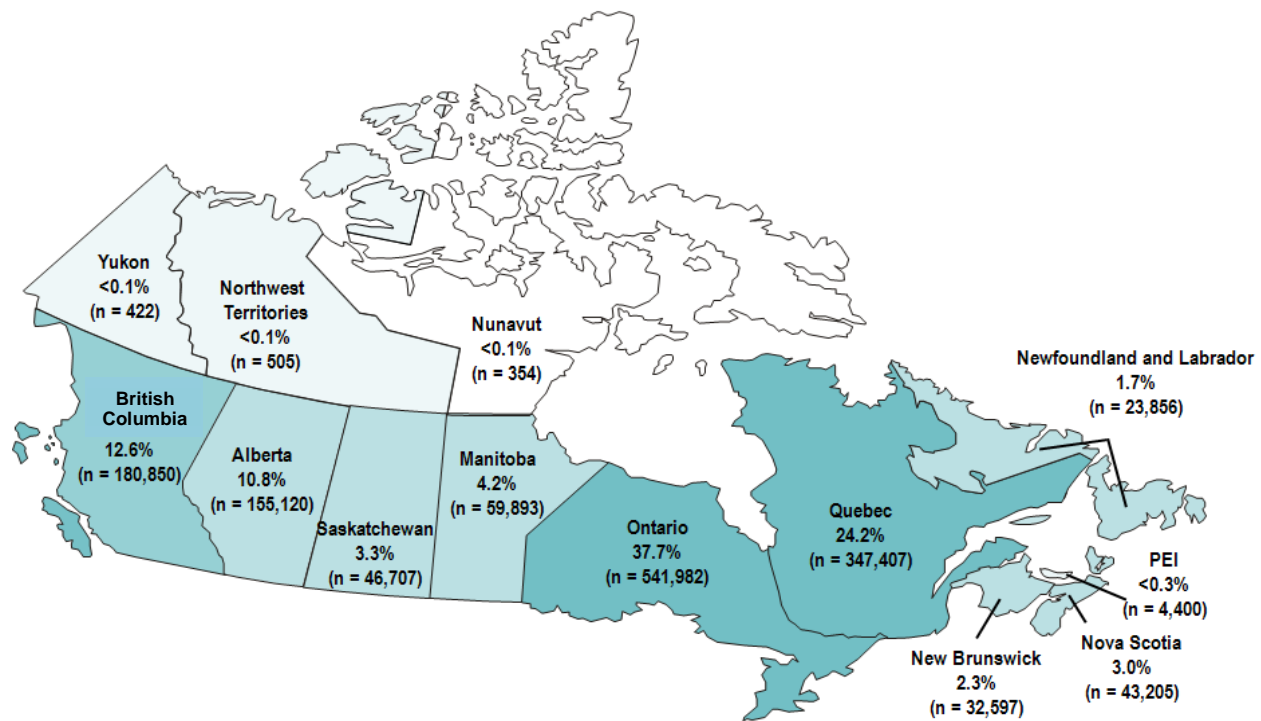 Yukon
<0.1%
(n = 422)
Northwest
Territories
<0.1%
(n = 505)
Nunavut
<0.1%
(n = 354)
British
Columbia
12.6%
(n = 180,850)
Alberta
10.8%
(n = 155,120)
Saskatchewan
3.3%
(n = 46,707)
Manitoba
4.2%
(n = 59,893)
Ontario
37.7%
(n = 541,982)
Quebec
24.2%
(n = 347,407)
Newfoundland and Labrador
1.7%
(n = 23,856)
PEI
<0.3%
(n = 4,400)
Nova Scotia
3.0%
(n = 43,205)
New Brunswick
2.3%
(n = 32,597)